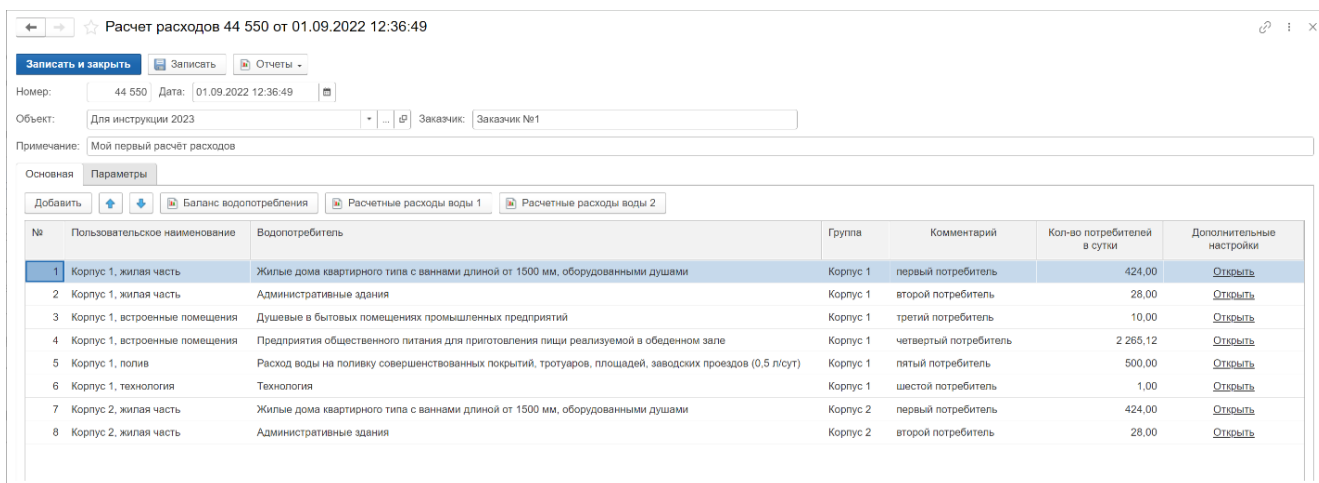 Расчет расходов 44 550 от 01.09.2022 12:36:49
Записать и закрыть Записать Отчеты
Номер: 44 550 Дата: 01.09.2022 12:36:49
Объект: Для инструкции 2023 ... Заказчик: Заказчик №1
Примечание: Мой первый расчёт расходов
Основная Параметры
Добавить Баланс водопотребления Расчетные расходы воды 1 Расчетные расходы воды 2
№ Пользовательское наименование Водопотребитель Группа Комментарий Кол-во потребителей в сутки Дополнительные настройки
1 Корпус 1, жилая часть Жилые дома квартирного типа с ваннами длиной от 1500 мм, оборудованными душами Корпус 1 первый потребитель 424,00 Открыть
2 Корпус 1, жилая часть Административные здания Корпус 1 второй потребитель 28,00 Открыть
3 Корпус 1, встроенные помещения Душевые в бытовых помещениях промышленных предприятий Корпус 1 третий потребитель 10,00 Открыть
4 Корпус 1, встроенные помещения Предприятия общественного питания для приготовления пищи реализуемой в обеденном зале Корпус 1 четвертый потребитель 2 265,12 Открыть
5 Корпус 1, полив Расход воды на поливку совершенствованных покрытий, тротуаров, площадей, заводских проездов (0,5 л/сут) Корпус 1 пятый потребитель 500,00 Открыть
6 Корпус 1, технология Технология Корпус 1 шестой потребитель 1,00 Открыть
7 Корпус 2, жилая часть Жилые дома квартирного типа с ваннами длиной от 1500 мм, оборудованными душами Корпус 2 первый потребитель 424,00 Открыть
8 Корпус 2, жилая часть Административные здания Корпус 2 второй потребитель 28,00 Открыть